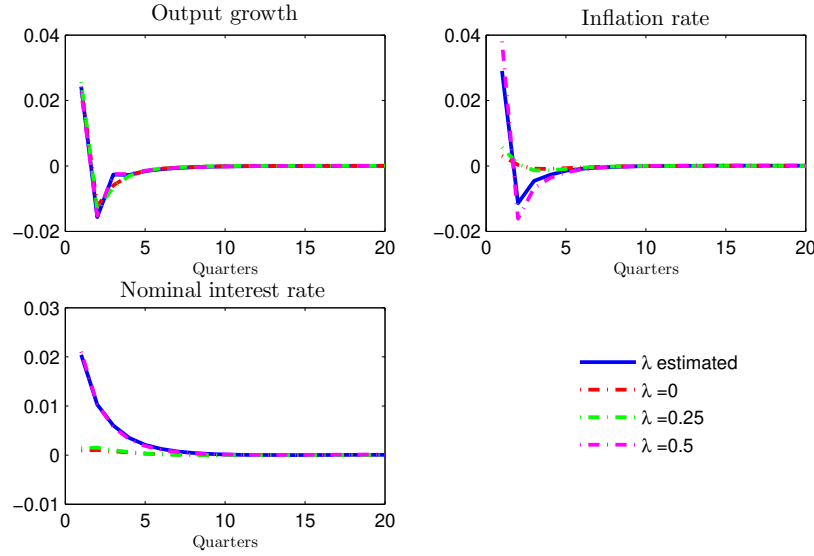 Output growth
0.04
0.02
0
−0.02
0
5
10
15
20
Quarters
Inflation rate
0.04
0.02
0
−0.02
0
5
10
15
20
Quarters
Nominal interest rate
0.03
0.02
0.01
0
−0.01
0
5
10
15
20
Quarters
λ estimated
λ =0
λ =0.25
λ =0.5